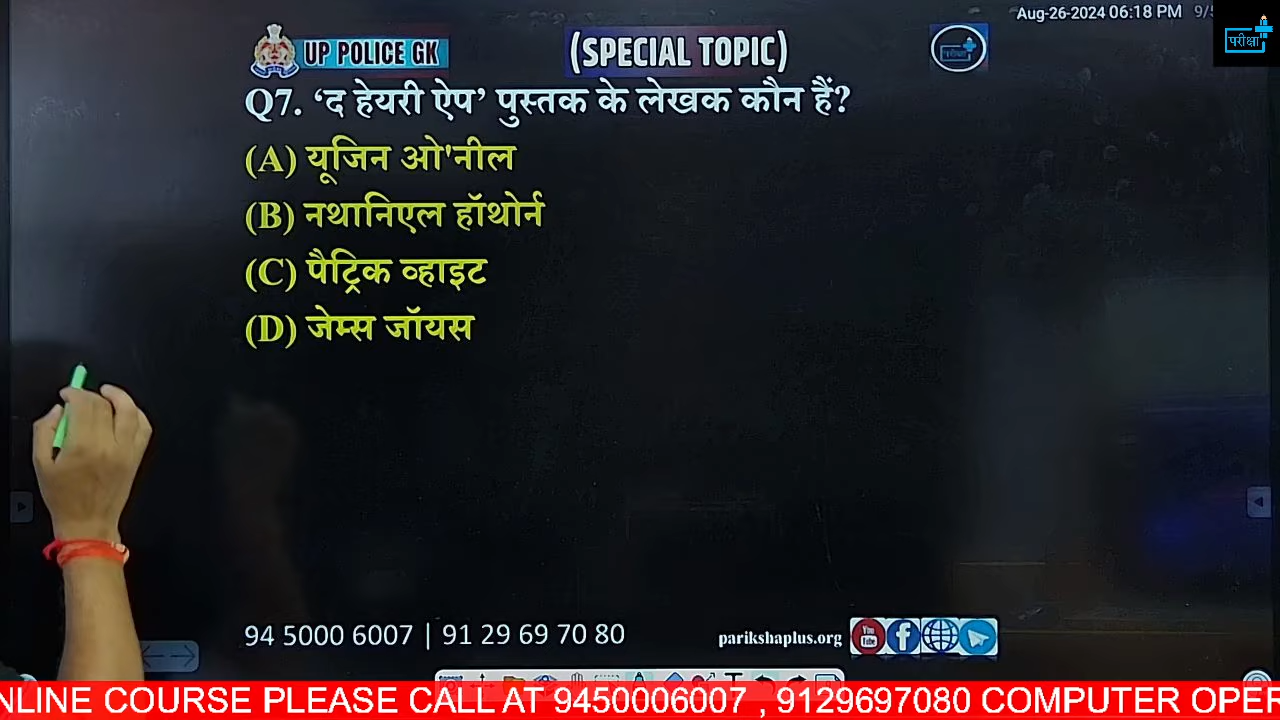 Aug-26-2024 06:18 PM 9/5
परीक्षा
UP POLICE GK (SPECIAL TOPIC)
Q7. ‘द हेयरी ऐप’ पुस्तक के लेखक कौन हैं?
(A) यूजिन ओ'नील
(B) नथानिएल हॉथोर्न
(C) पैट्रिक व्हाइट
(D) जेम्स जॉयस
94 5000 6007 | 91 29 69 70 80
parikshaplus.org
NLINE COURSE PLEASE CALL AT 9450006007 , 9129697080 COMPUTER OPER